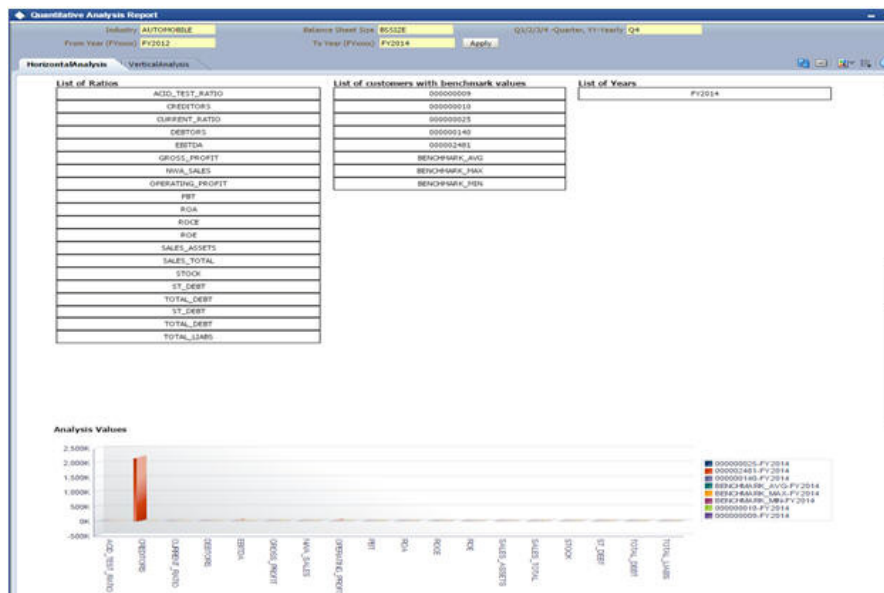 Quantitative Analysis Report
Industry AUTOMOBILE Balance Sheet Size BSSIZE Q1/2/3/4 -Quarter, YY-Yearly Q4
From Year (FYxxxx) FY2012 To Year (FYxxxx) FY2014 Apply
HorizontalAnalysis VerticalAnalysis
List of Ratios
ACID_TEST_RATIO
CREDITORS
CURRENT_RATIO
DEBTORS
EBITDA
GROSS_PROFIT
NWA_SALES
OPERATING_PROFIT
PBT
ROA
ROCE
ROE
SALES_ASSETS
SALES_TOTAL
STOCK
ST_DEBT
TOTAL_DEBT
ST_DEBT
TOTAL_DEBT
TOTAL_LIABS
List of customers with benchmark values
000000009
000000010
000000025
000000140
000002481
BENCHMARK_AVG
BENCHMARK_MAX
BENCHMARK_MIN
List of Years
FY2014
Analysis Values
2,500K
2,000K
1,500K
1,000K
500K
0K
-500K
ACID_TEST_RATIO
CREDITORS
CURRENT_RATIO
DEBTORS
EBITDA
GROSS_PROFIT
NWA_SALES
OPERATING_PROFIT
PBT
ROA
ROCE
ROE
SALES_ASSETS
SALES_TOTAL
STOCK
ST_DEBT
TOTAL_DEBT
TOTAL_LIABS
000000025-FY2014
000002481-FY2014
000000140-FY2014
BENCHMARK_AVG-FY2014
BENCHMARK_MAX-FY2014
BENCHMARK_MIN-FY2014
000000010-FY2014
000000009-FY2014